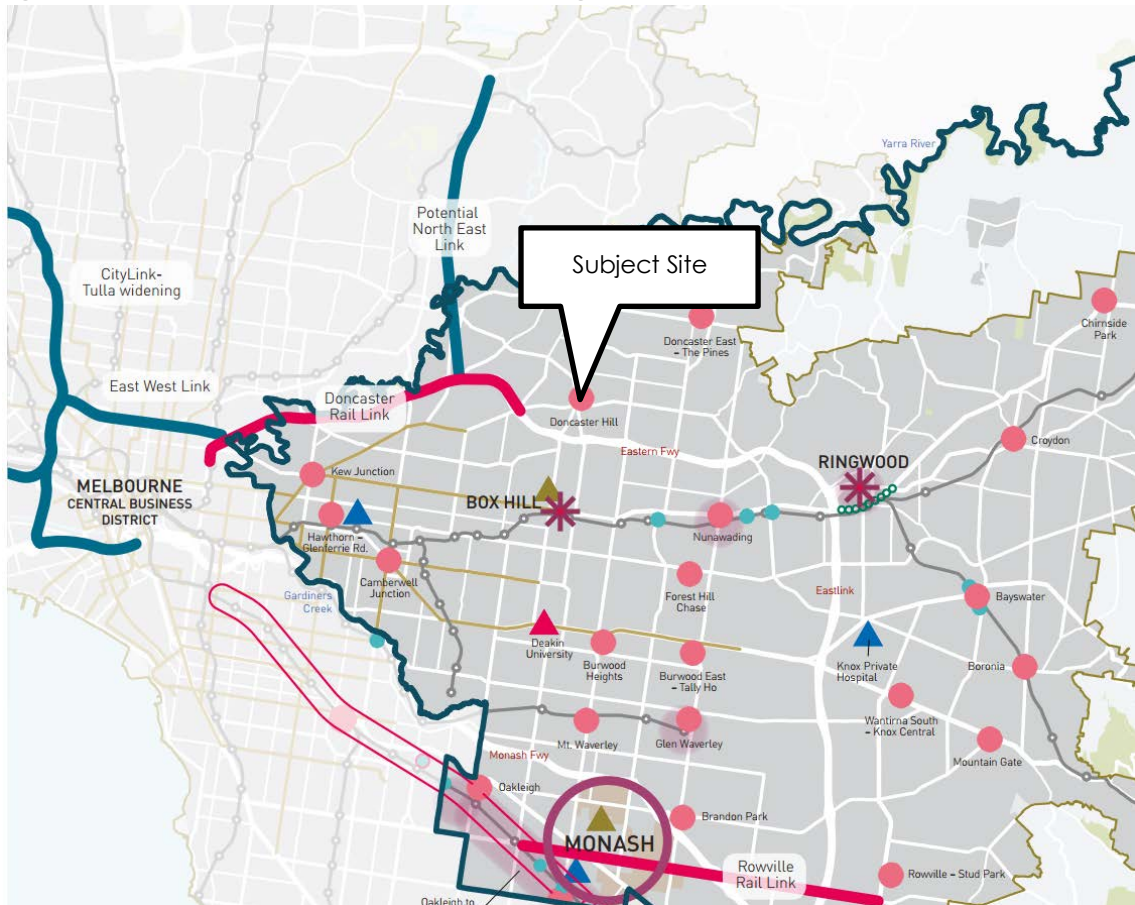 Yarra River
Potential
North East
Link
Subject Site
CityLink-
Tulla widening
Chirnside
Park
Doncaster East
– The Pines
East West Link
Doncaster
Rail Link
Doncaster Hill
Croydon
Eastern Fwy
RINGWOOD
Kew Junction
MELBOURNE
CENTRAL BUSINESS
DISTRICT
BOX HILL
Hawthorn –
Glenferrie Rd.
Nunawading
Camberwell
Junction
Gardiners
Creek
Forest Hill
Chase
Eastlink
Bayswater
Deakin
University
Burwood
Heights
Burwood East
– Tally Ho
Knox Private
Hospital
Boronia
Wantirna South
– Knox Central
Mt. Waverley
Glen Waverley
Mountain Gate
Monash Fwy
Oakleigh
Brandon Park
MONASH
Rowville
Rail Link
Rowville – Stud Park
Oakleigh to